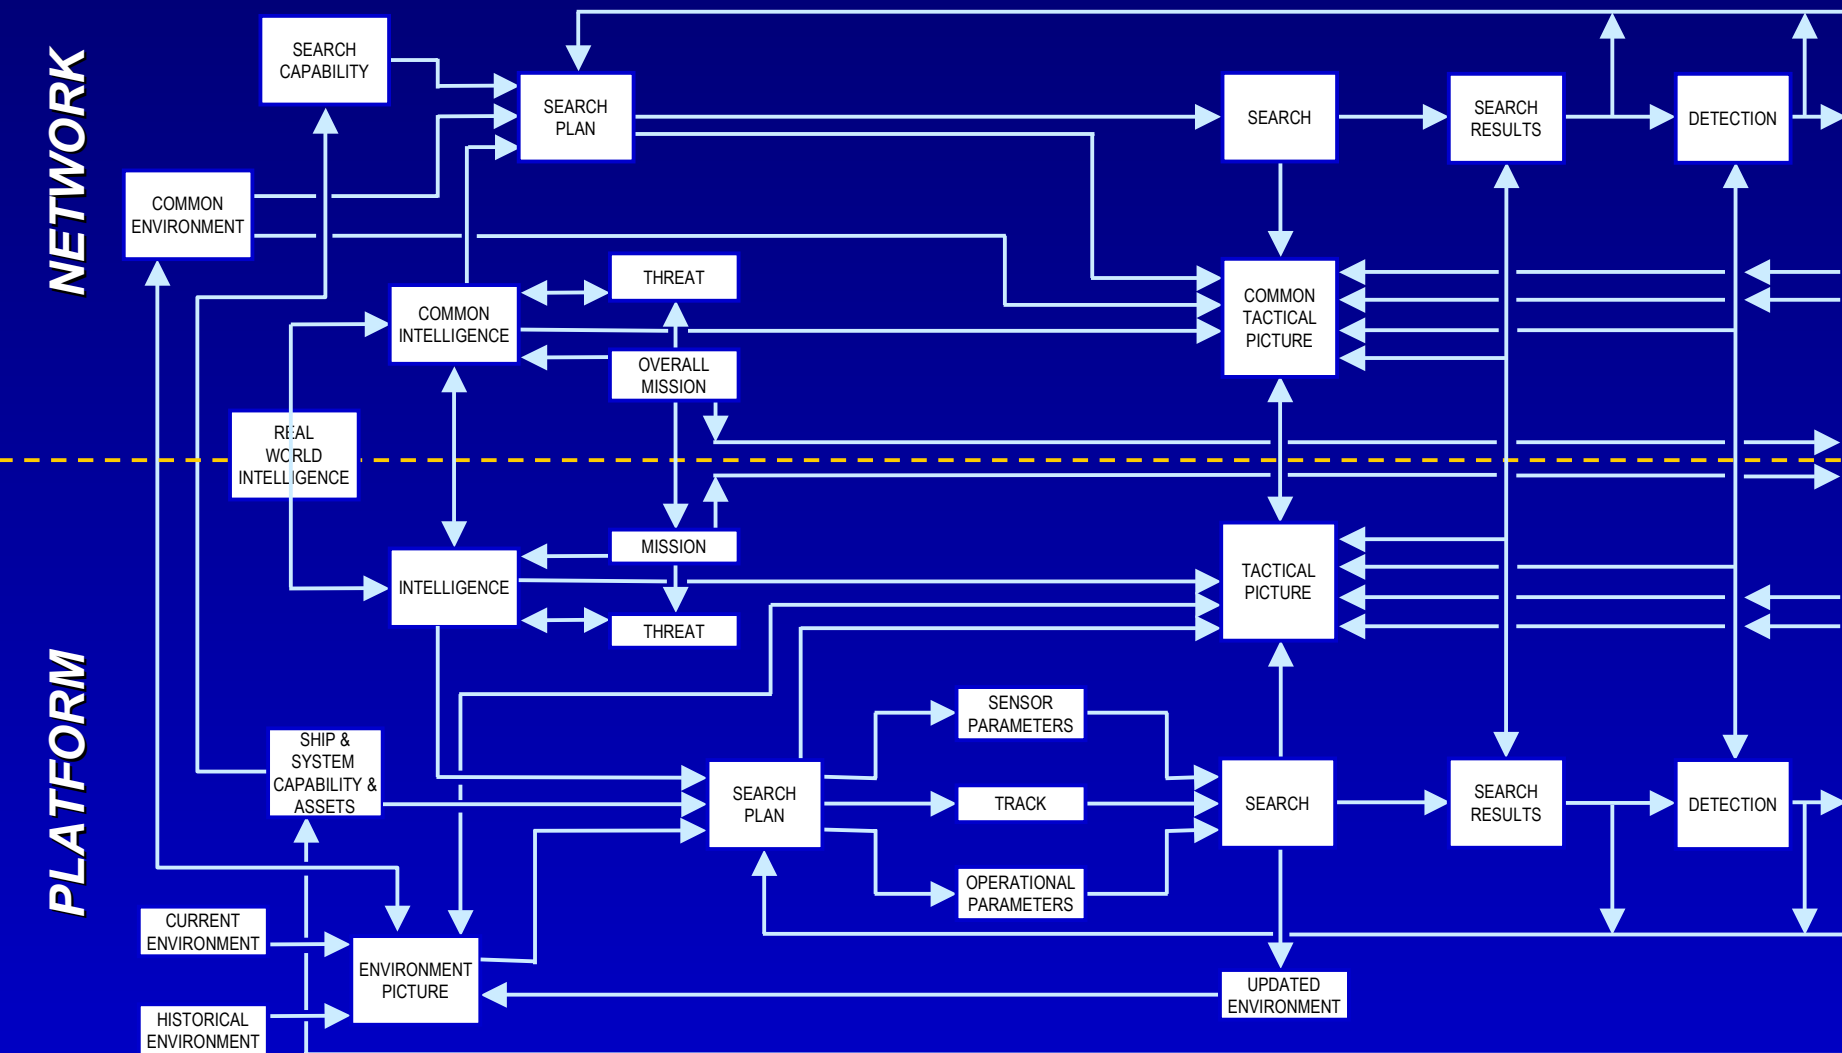 NETWORK
SEARCH
CAPABILITY
SEARCH
PLAN
SEARCH
SEARCH
RESULTS
DETECTION
COMMON
ENVIRONMENT
THREAT
COMMON
INTELLIGENCE
COMMON
TACTICAL
PICTURE
OVERALL
MISSION
REAL
WORLD
INTELLIGENCE
MISSION
INTELLIGENCE
TACTICAL
PICTURE
THREAT
PLATFORM
SHIP &
SYSTEM
CAPABILITY &
ASSETS
SENSOR
PARAMETERS
SEARCH
PLAN
TRACK
SEARCH
SEARCH
RESULTS
DETECTION
OPERATIONAL
PARAMETERS
CURRENT
ENVIRONMENT
ENVIRONMENT
PICTURE
UPDATED
ENVIRONMENT
HISTORICAL
ENVIRONMENT